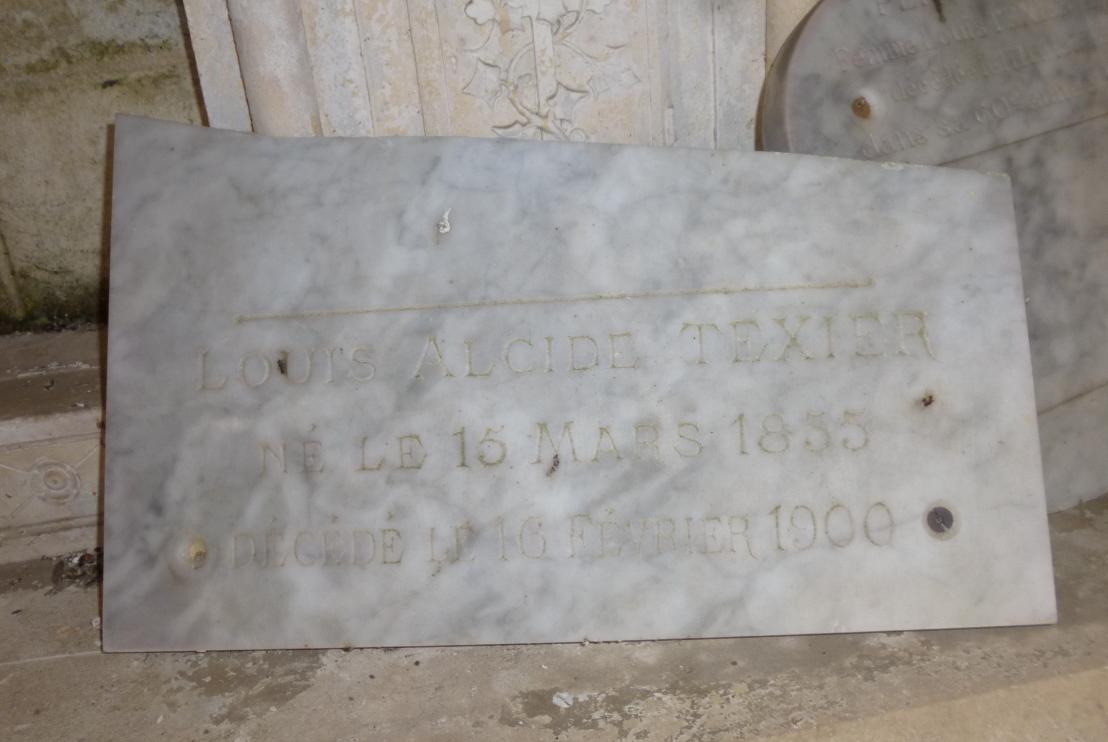 LOUIS ALCIDE TEXIER
NÉ LE 15 MARS 1855
DÉCÉDÉ LE 16 FÉVRIER 1900